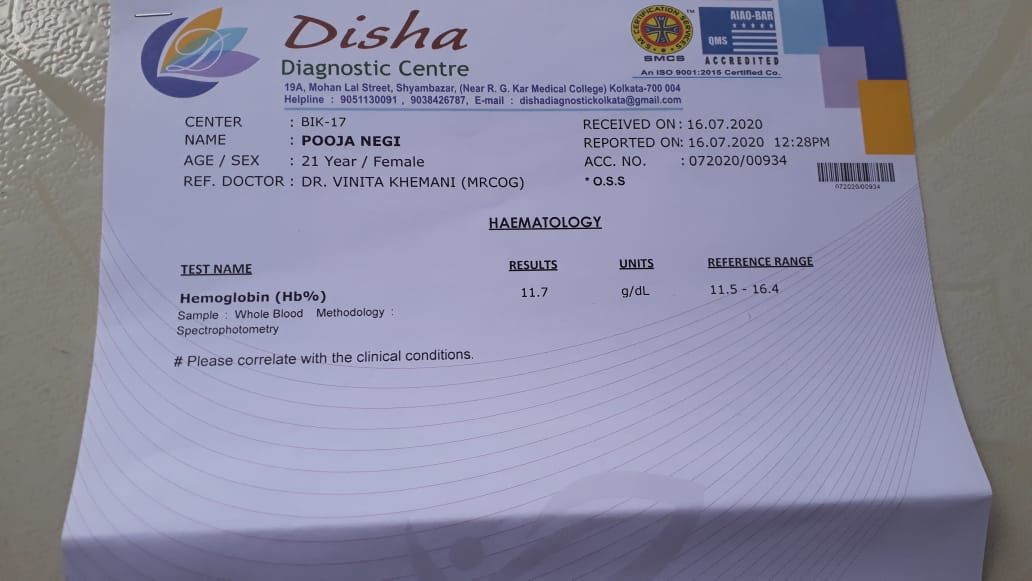 Disha
Diagnostic Centre
19A, Mohan Lal Street, Shyambazar, (Near R. G. Kar Medical College) Kolkata-700 004
Helpline : 9051130091 , 9038426787, E-mail : dishadiagnostickolkata@gmail.com
SM CERTIFICATION SERVICES
TM
SMCS
AIAO-BAR
QMS
ACCREDITED
An ISO 9001:2015 Certified Co.
CENTER : BIK-17
NAME : POOJA NEGI
AGE / SEX : 21 Year / Female
REF. DOCTOR : DR. VINITA KHEMANI (MRCOG)
RECEIVED ON : 16.07.2020
REPORTED ON: 16.07.2020 12:28PM
ACC. NO. : 072020/00934
* O.S.S
072020/00934
HAEMATOLOGY
TEST NAME RESULTS UNITS REFERENCE RANGE
Hemoglobin (Hb%) 11.7 g/dL 11.5 - 16.4
Sample : Whole Blood Methodology :
Spectrophotometry
# Please correlate with the clinical conditions.